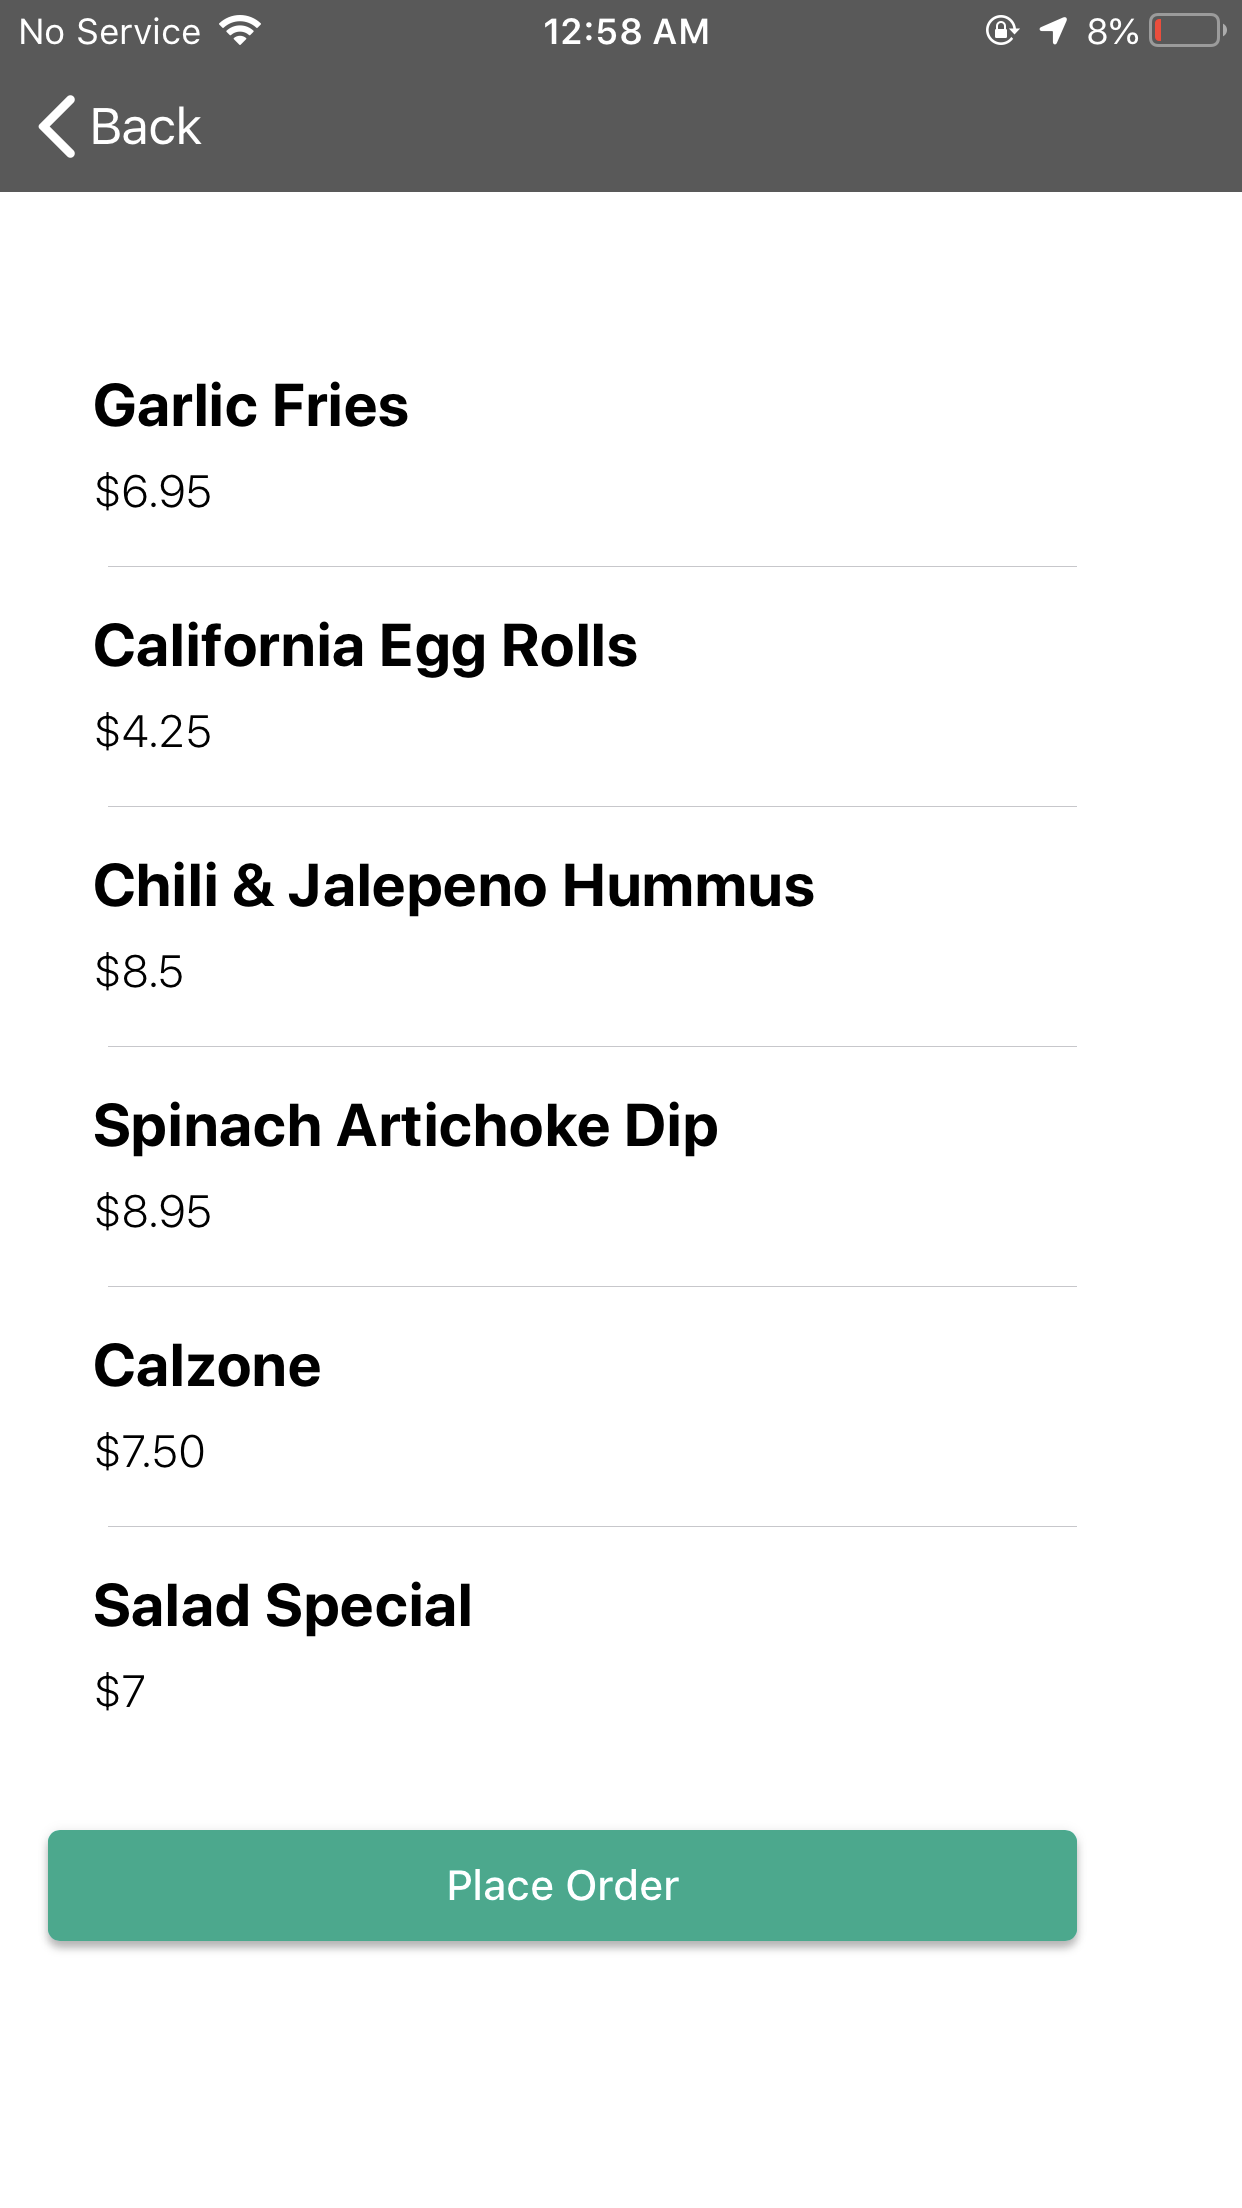 No Service 12:58 AM 8%
Back
Garlic Fries
$6.95
California Egg Rolls
$4.25
Chili & Jalepeno Hummus
$8.5
Spinach Artichoke Dip
$8.95
Calzone
$7.50
Salad Special
$7
Place Order